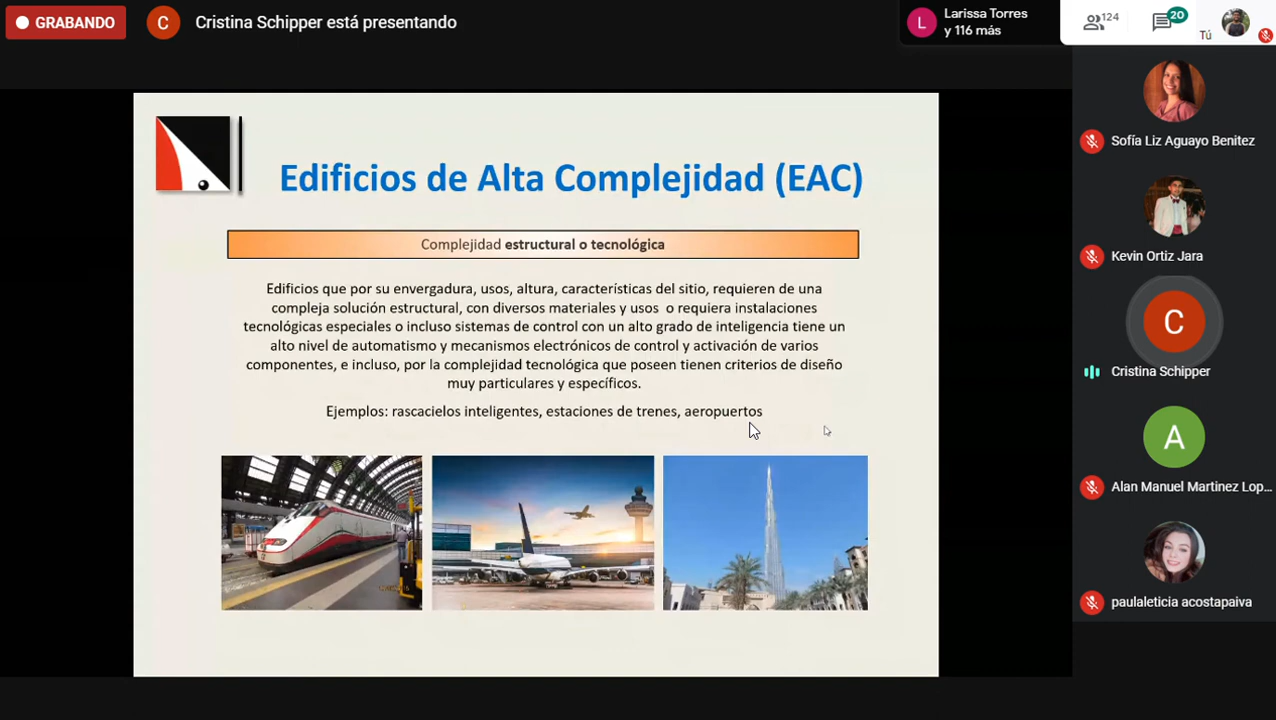 GRABANDO
C
Cristina Schipper está presentando
L
Larissa Torres
y 116 más
124
20
Tú
Edificios de Alta Complejidad (EAC)
Complejidad estructural o tecnológica
Edificios que por su envergadura, usos, altura, características del sitio, requieren de una
compleja solución estructural, con diversos materiales y usos o requiera instalaciones
tecnológicas especiales o incluso sistemas de control con un alto grado de inteligencia tiene un
alto nivel de automatismo y mecanismos electrónicos de control y activación de varios
componentes, e incluso, por la complejidad tecnológica que poseen tienen criterios de diseño
muy particulares y específicos.
Ejemplos: rascacielos inteligentes, estaciones de trenes, aeropuertos
Sofía Liz Aguayo Benitez
Kevin Ortiz Jara
C
Cristina Schipper
A
Alan Manuel Martinez Lop...
paulaleticia acostapaiva